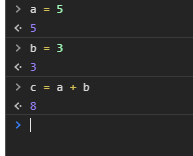 > a = 5
<· 5
> b = 3
<· 3
> c = a + b
<· 8
>